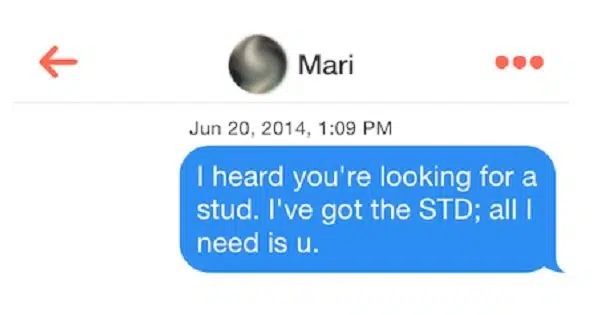 Mari
Jun 20, 2014, 1:09 PM
I heard you're looking for a
stud. I've got the STD; all I
need is u.